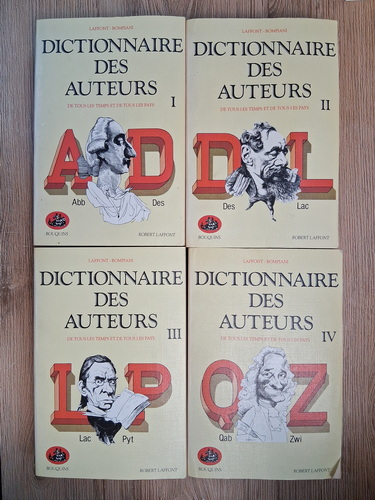 LAFFONT - BOMPIANI
DICTIONNAIRE
DES
AUTEURS
DE TOUS LES TEMPS ET DE TOUS LES PAYS
I
AD
Abb Des
BOUQUINS
ROBERT LAFFONT
LAFFONT - BOMPIANI
DICTIONNAIRE
DES
AUTEURS
DE TOUS LES TEMPS ET DE TOUS LES PAYS
II
DL
Des Lac
BOUQUINS
ROBERT LAFFONT
LAFFONT - BOMPIANI
DICTIONNAIRE
DES
AUTEURS
DE TOUS LES TEMPS ET DE TOUS LES PAYS
III
LP
Lac Pyt
BOUQUINS
ROBERT LAFFONT
LAFFONT - BOMPIANI
DICTIONNAIRE
DES
AUTEURS
DE TOUS LES TEMPS ET DE TOUS LES PAYS
IV
QZ
Qab Zwi
BOUQUINS
ROBERT LAFFONT